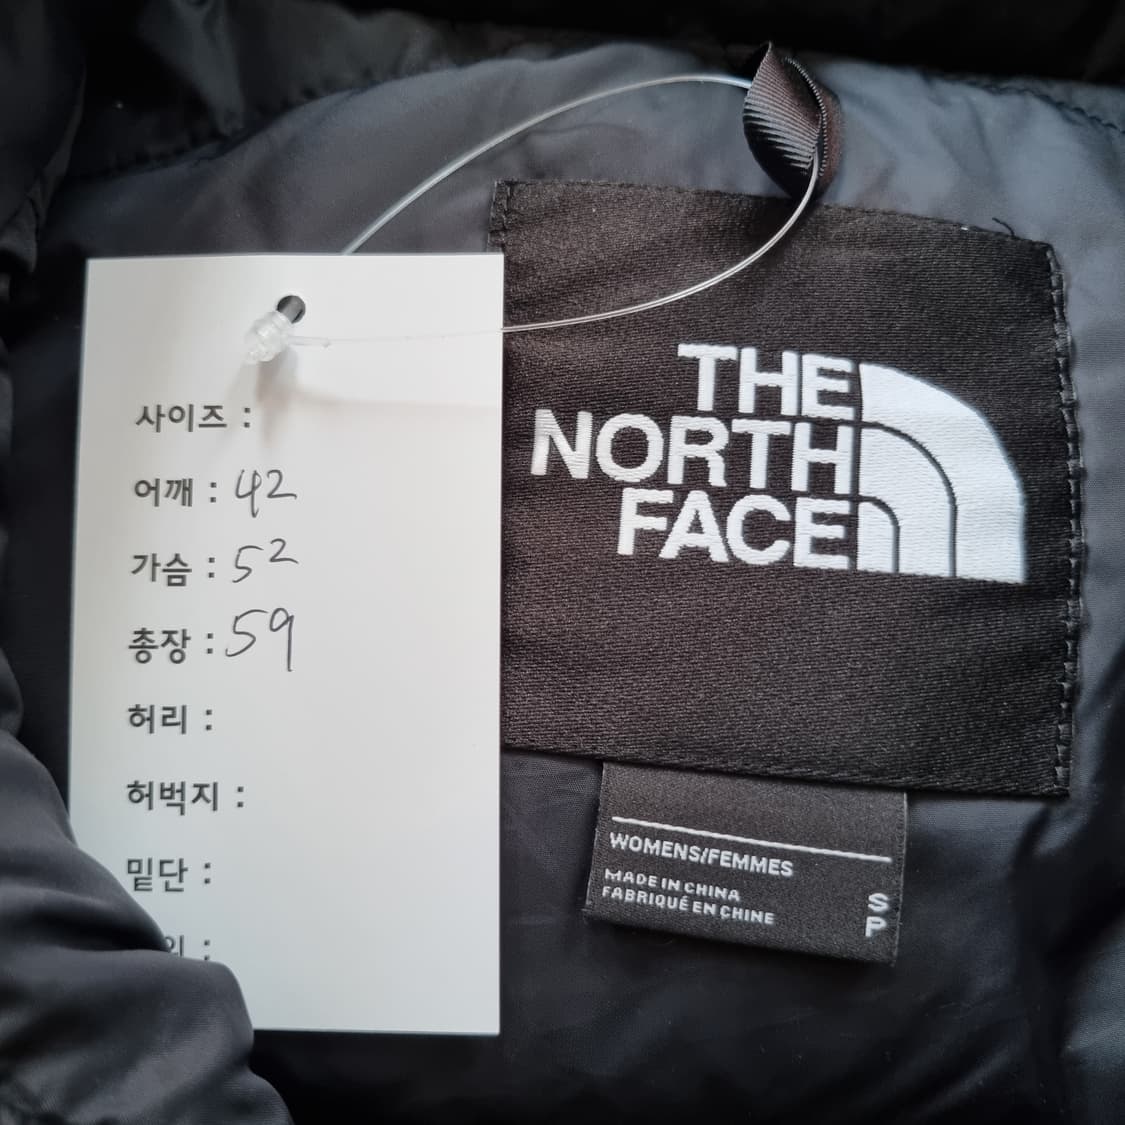 사이즈 :
어깨 : 42
가슴 : 52
총장 : 59
허리 :
허벅지 :
밑단 :
THE
NORTH
FACE
WOMENS/FEMMES
MADE IN CHINA
FABRIQUÉ EN CHINE
S
P